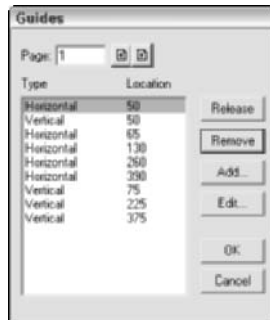 Guides
Page: 1
Type Location
Horizontal 50
Vertical 50
Horizontal 65
Horizontal 130
Horizontal 260
Horizontal 390
Vertical 75
Vertical 225
Vertical 375
Release
Remove
Add...
Edit...
OK
Cancel